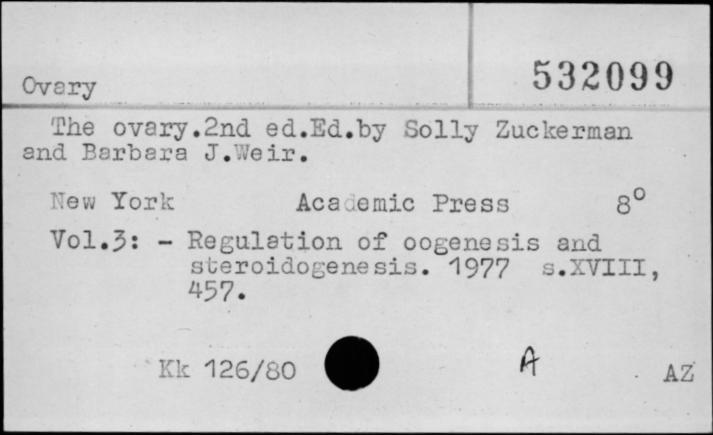 532099
Ovary
The ovary.2nd ed.Ed.by Solly Zuckerman
and Barbara J.Weir.
New York Academic Press 8°
Vol.3: - Regulation of oogenesis and
steroidogenesis. 1977 s.XVIII,
457.
Kk 126/80 A AZ